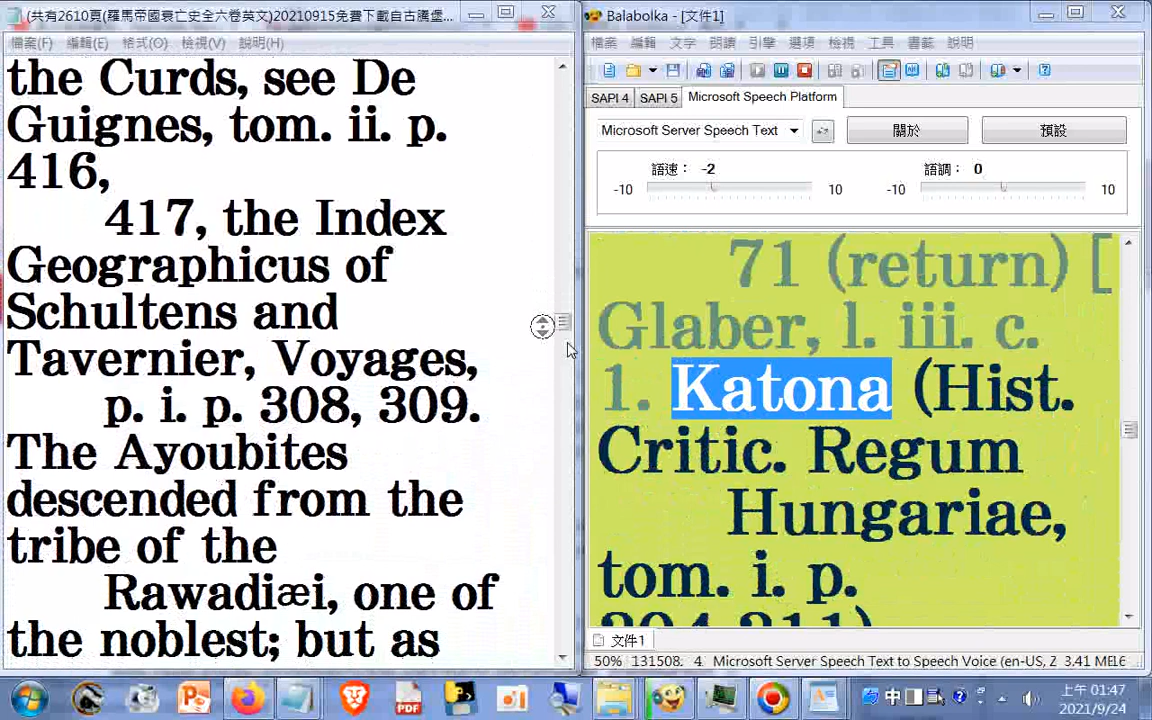 (共有2610頁(羅馬帝國衰亡史全六卷英文)20210915免費下載自古騰堡...
檔案(F) 編輯(E) 格式(O) 檢視(V) 說明(H)
the Curds, see De
Guignes, tom. ii. p.
416,
417, the Index
Geographicus of
Schultens and
Tavernier, Voyages,
p. i. p. 308, 309.
The Ayoubites
descended from the
tribe of the
Rawadiæi, one of
the noblest; but as
Balabolka - [文件1]
檔案 編輯 文字 朗讀 引擎 選項 檢視 工具 書籤 說明
SAPI 4 SAPI 5 Microsoft Speech Platform
Microsoft Server Speech Text 關於 預設
語速： -2 語調： 0
-10 10 -10 10
71 (return) [
Glaber, l. iii. c.
1. Katona (Hist.
Critic. Regum
Hungariae,
tom. i. p.
304-311)
文件1
50% 131508: 4 Microsoft Server Speech Text to Speech Voice (en-US, Z 3.41 МЕБ
中
上午 01:47
2021/9/24